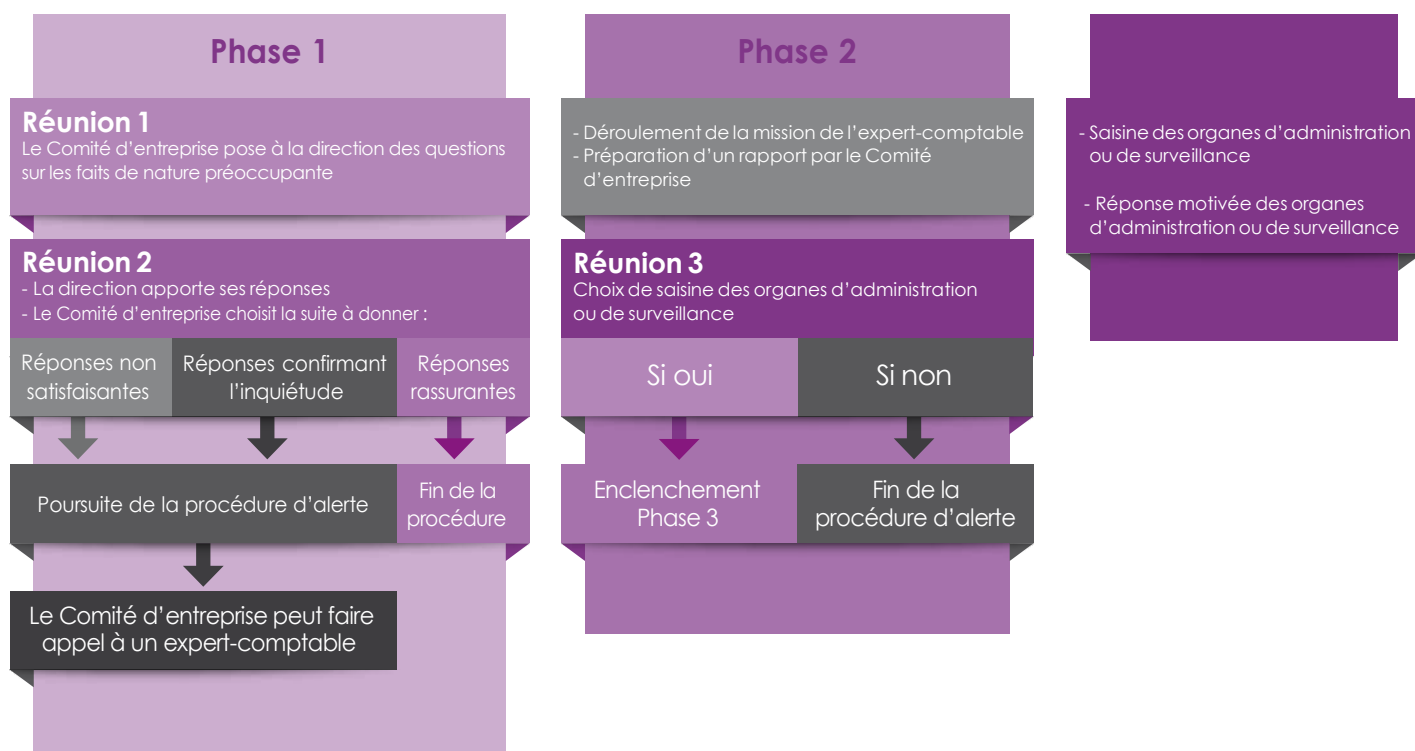 Phase 1
Réunion 1
Le Comité d'entreprise pose à la direction des questions
sur les faits de nature préoccupante
Réunion 2
- La direction apporte ses réponses
- Le Comité d'entreprise choisit la suite à donner :
Réponses non
satisfaisantes
Réponses confirmant
l'inquiétude
Réponses
rassurantes
Poursuite de la procédure d'alerte
Fin de la
procédure
Le Comité d'entreprise peut faire
appel à un expert-comptable
Phase 2
- Déroulement de la mission de l'expert-comptable
- Préparation d'un rapport par le Comité
d'entreprise
Réunion 3
Choix de saisine des organes d'administration
ou de surveillance
Si oui
Si non
Enclenchement
Phase 3
Fin de la
procédure d'alerte
- Saisine des organes d'administration
ou de surveillance
- Réponse motivée des organes
d'administration ou de surveillance